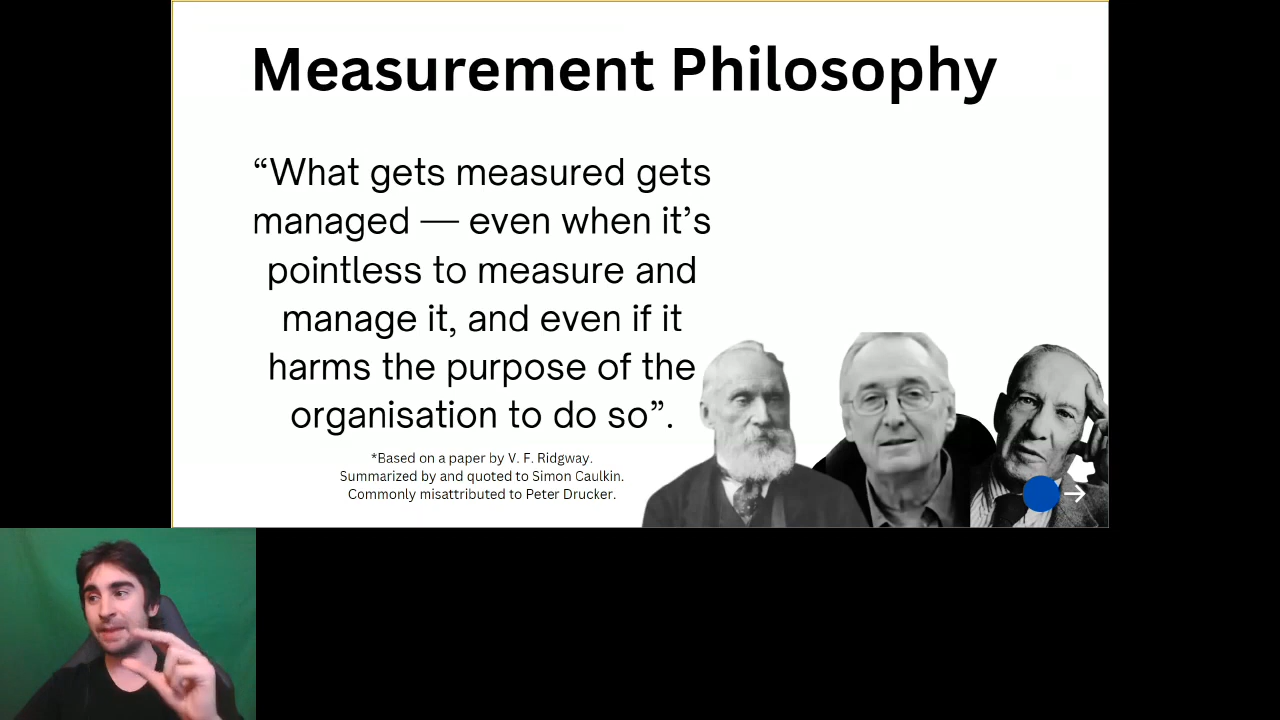 Measurement Philosophy
“What gets measured gets
managed — even when it’s
pointless to measure and
manage it, and even if it
harms the purpose of the
organisation to do so”.
*Based on a paper by V. F. Ridgway.
Summarized by and quoted to Simon Caulkin.
Commonly misattributed to Peter Drucker.